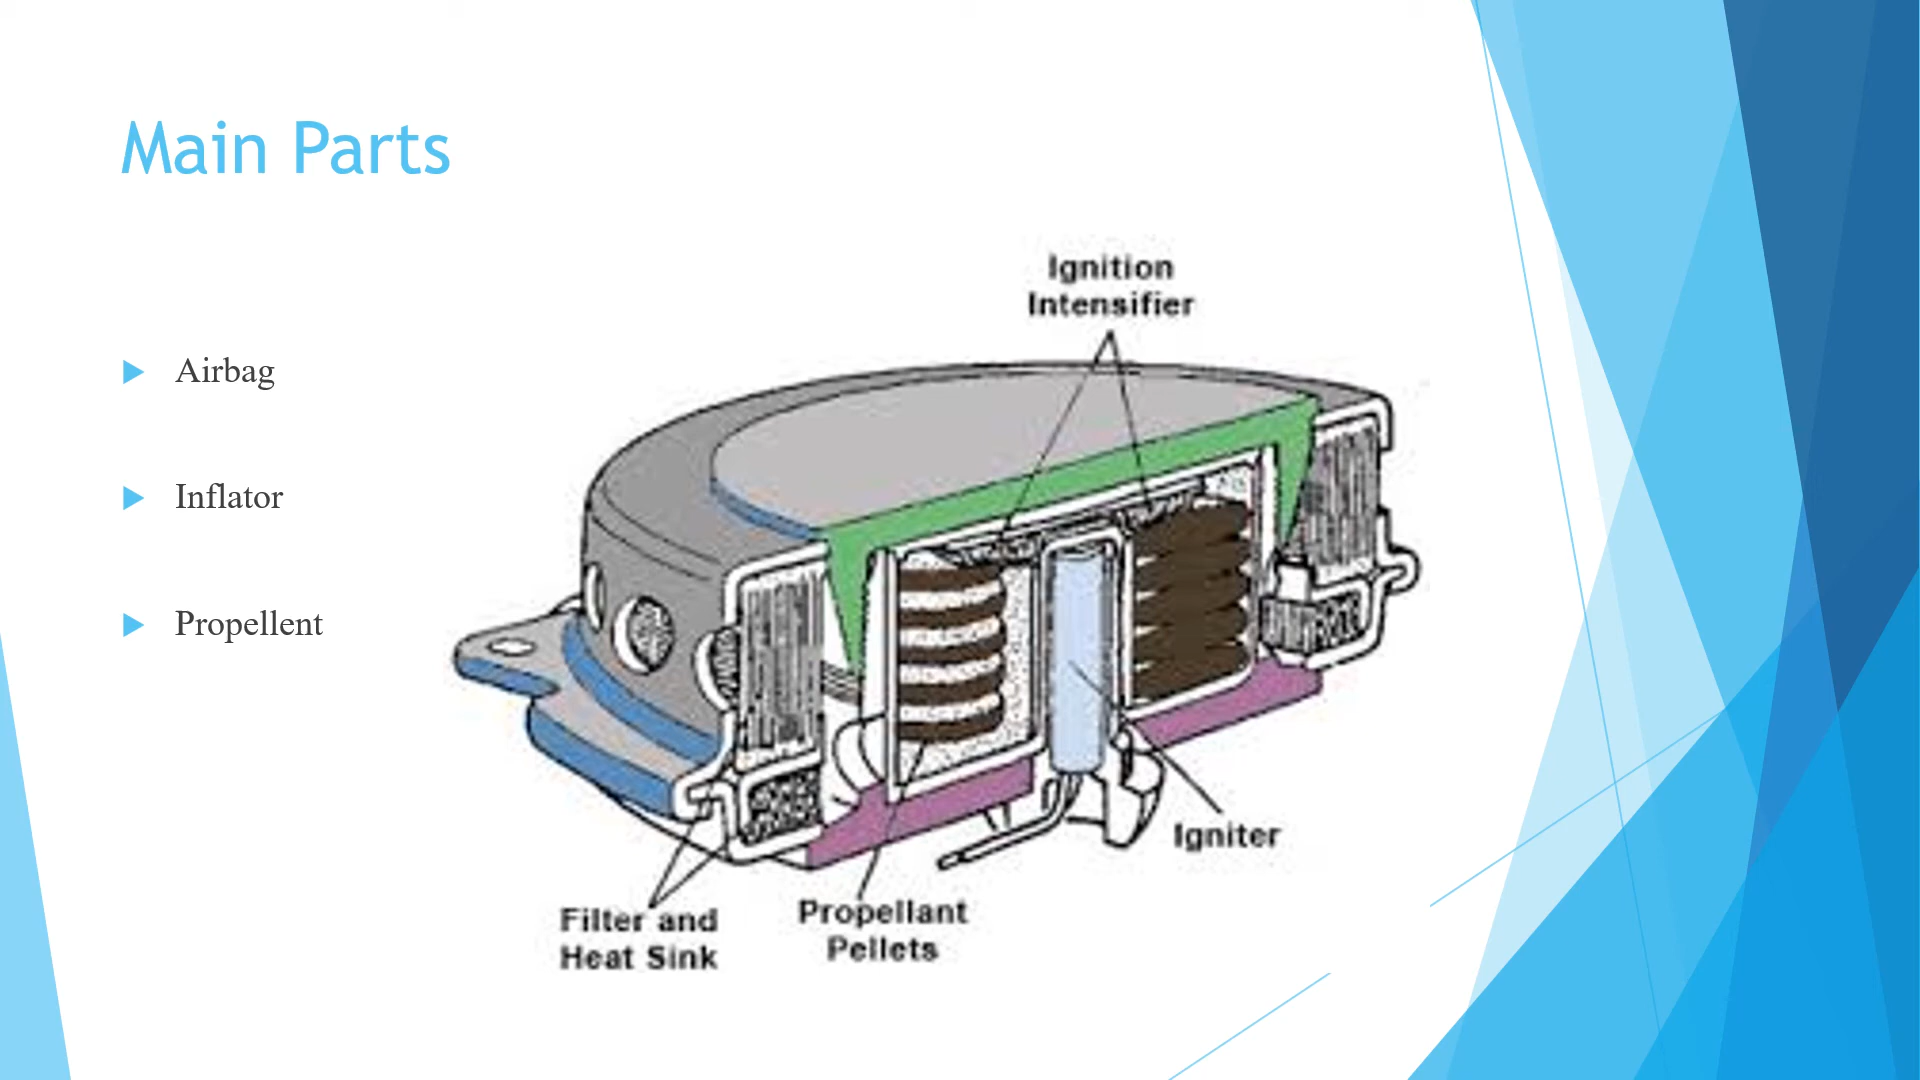 Main Parts
Airbag
Inflator
Propellent
Ignition
Intensifier
Igniter
Filter and
Heat Sink
Propellant
Pellets